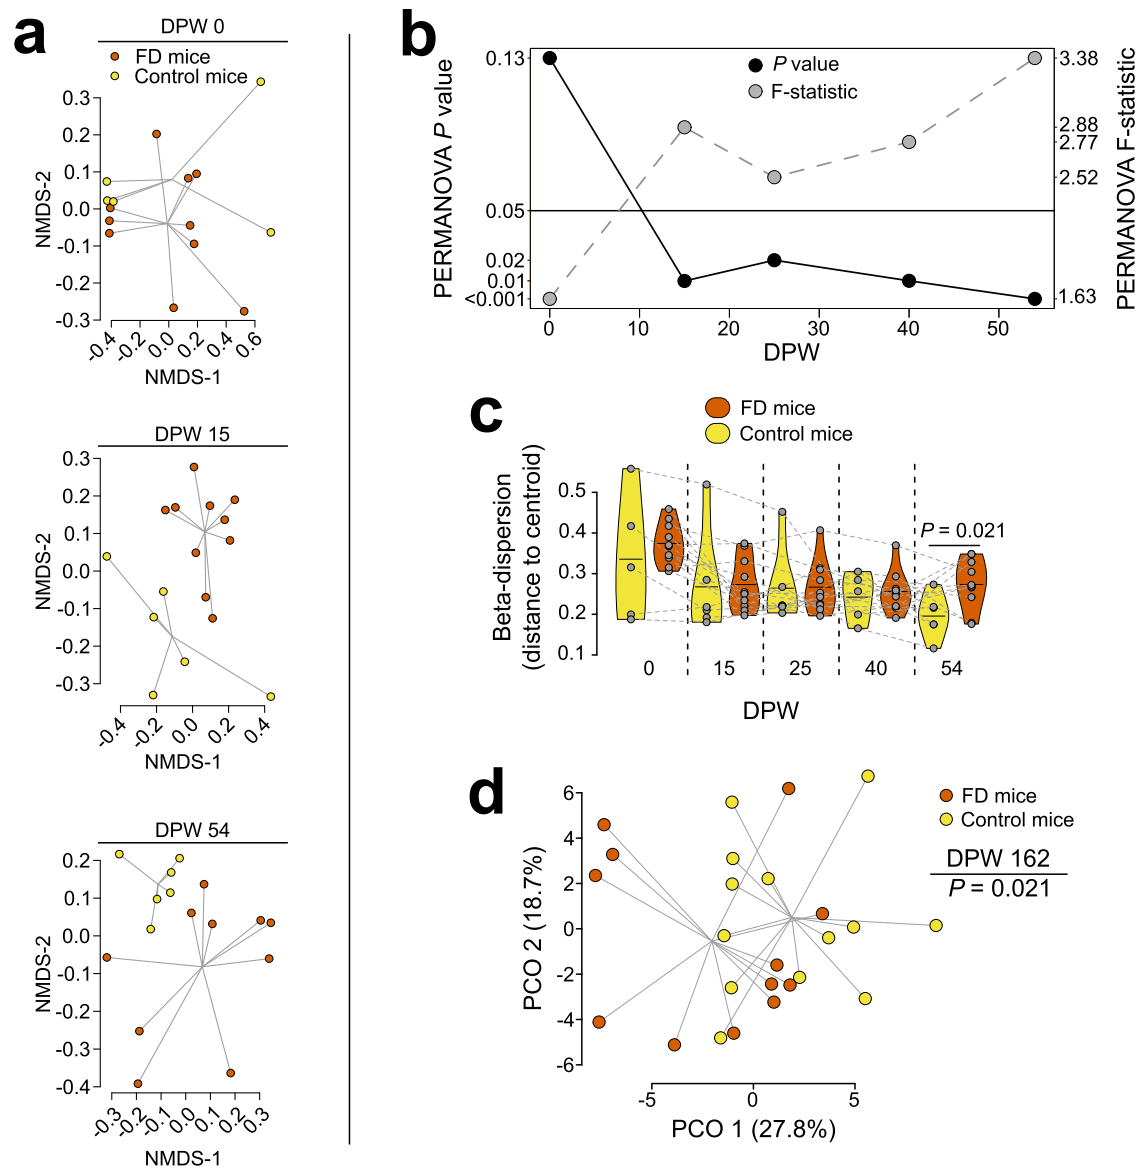 a
DPW 0
FD mice
Control mice
0.3
0.2
0.1
0.0
-0.1
-0.2
-0.3
NMDS-2
-0.4 -0.2 0.0 0.2 0.4 0.6
NMDS-1
DPW 15
0.3
0.2
0.1
0.0
-0.1
-0.2
-0.3
NMDS-2
-0.4 -0.2 0.0 0.2 0.4
NMDS-1
DPW 54
0.2
0.1
0.0
-0.1
-0.2
-0.3
-0.4
NMDS-2
-0.3 -0.2 -0.1 0.0 0.1 0.2 0.3
NMDS-1
b
P value
F-statistic
PERMANOVA P value
0.13
0.05
0.02
0.01
<0.001
3.38
2.88
2.77
2.52
1.63
PERMANOVA F-statistic
0 10 20 30 40 50
DPW
c
FD mice
Control mice
Beta-dispersion
(distance to centroid)
0.5
0.4
0.3
0.2
0.1
P = 0.021
0 15 25 40 54
DPW
d
FD mice
Control mice
DPW 162
P = 0.021
6
4
2
0
-2
-4
-6
PCO 2 (18.7%)
-5 0 5
PCO 1 (27.8%)